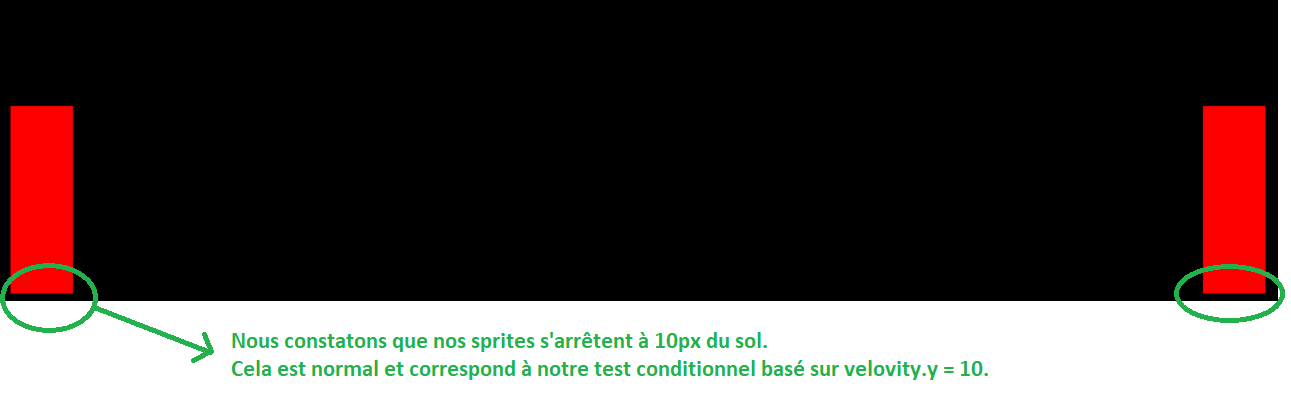 Nous constatons que nos sprites s'arrêtent à 10px du sol.
Cela est normal et correspond à notre test conditionnel basé sur velovity.y = 10.